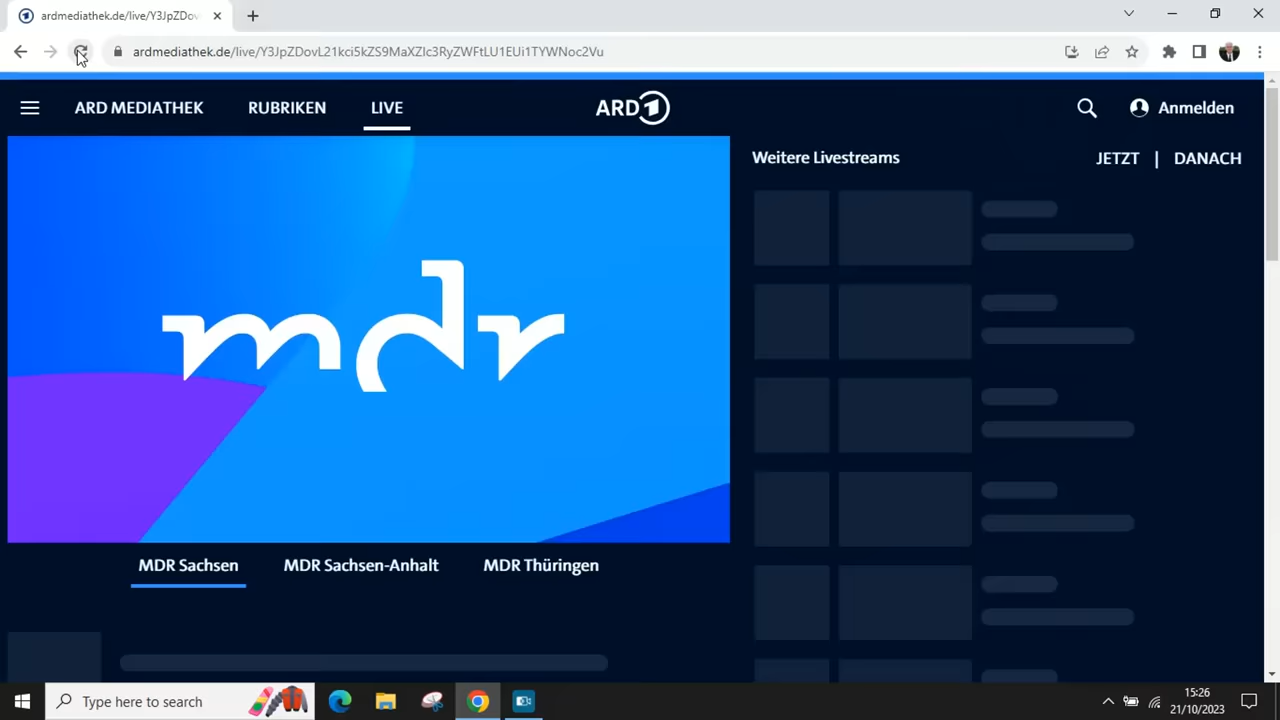 ardmediathek.de/live/Y3JpZDov
ardmediathek.de/live/Y3JpZDovL21kci5kZS9MaXZlc3RyZWFtLU1EUi1TYWNoc2Vu
ARD MEDIATHEK
RUBRIKEN
LIVE
ARD 1
Anmelden
mdr
Weitere Livestreams
JETZT | DANACH
MDR Sachsen
MDR Sachsen-Anhalt
MDR Thüringen
Type here to search
15:26
21/10/2023